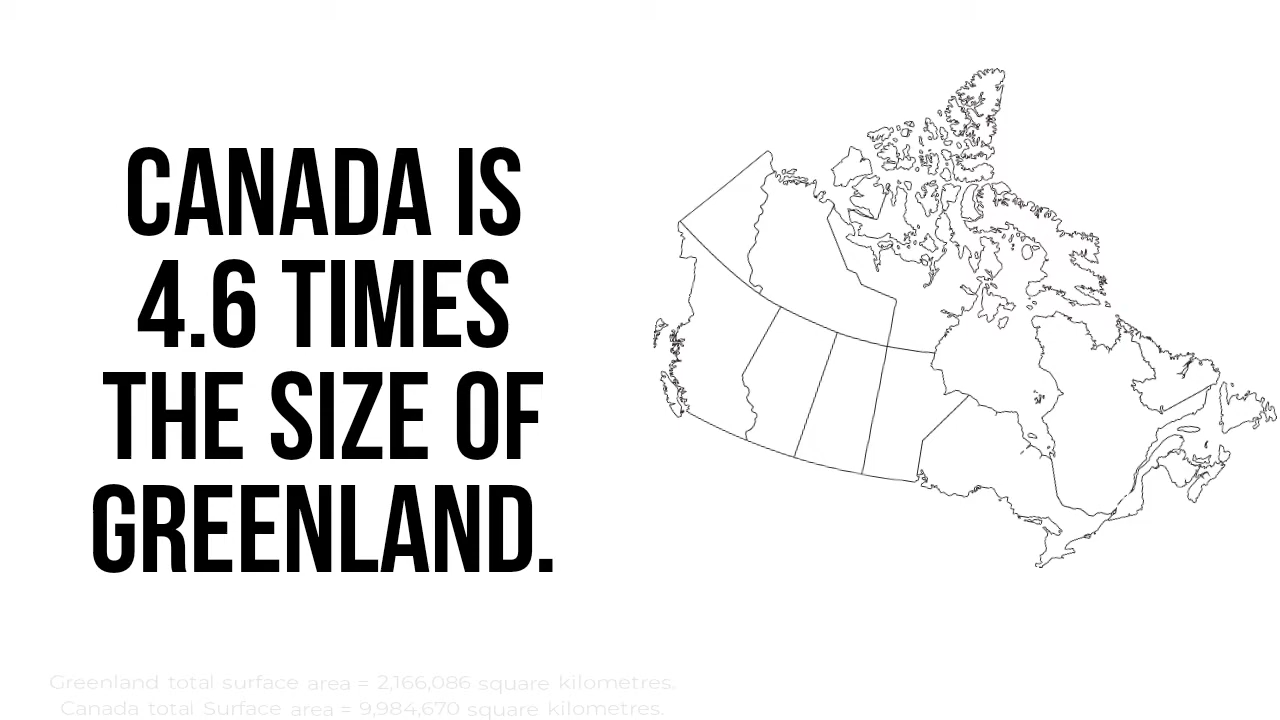 CANADA IS
4.6 TIMES
THE SIZE OF
GREENLAND.
Greenland total surface area = 2,166,086 square kilometres.
Canada total Surface area = 9,984,670 square kilometres.